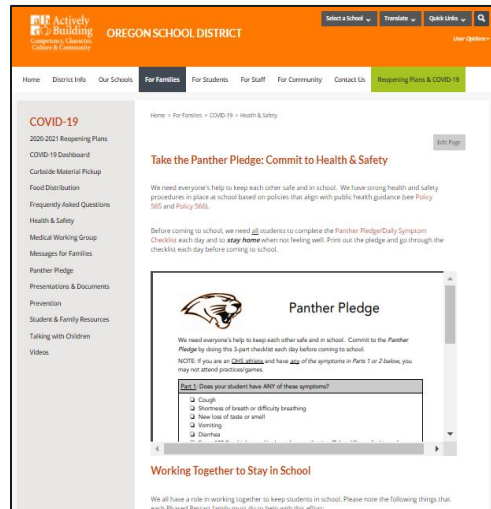 Select a School
Translate
Quick Links
Actively
Building
Competency, Character,
Culture & Community
OREGON SCHOOL DISTRICT
User Options
Home
District Info
Our Schools
For Families
For Students
For Staff
For Community
Contact Us
Reopening Plans & COVID-19
COVID-19
2020-2021 Reopening Plans
COVID-19 Dashboard
Curbside Material Pickup
Food Distribution
Frequently Asked Questions
Health & Safety
Medical Working Group
Messages for Families
Panther Pledge
Presentations & Documents
Prevention
Student & Family Resources
Talking with Children
Videos
Home > For Families > COVID-19 > Health & Safety
Edit Page
Take the Panther Pledge: Commit to Health & Safety
We need everyone's help to keep each other safe and in school. We have strong health and safety
procedures in place at school based on policies that align with public health guidance (see Policy
565 and Policy 566).
Before coming to school, we need all students to complete the Panther Pledge/Daily Symptom
Checklist each day and to stay home when not feeling well. Print out the pledge and go through the
checklist each day before coming to school.
Panther Pledge
We need everyone's help to keep each other safe and in school. Commit to the Panther
Pledge by doing this 3-part checklist each day before coming to school.
NOTE: If you are an OHS athlete and have any of the symptoms in Parts 1 or 2 below, you
may not attend practices/games.
Part 1: Does your student have ANY of these symptoms?
Cough
Shortness of breath or difficulty breathing
New loss of taste or smell
Vomiting
Diarrhea
Working Together to Stay in School
We all have a role in working together to keep students in school. Please note the following things that
each Phased Restart family must do to help with this effort: